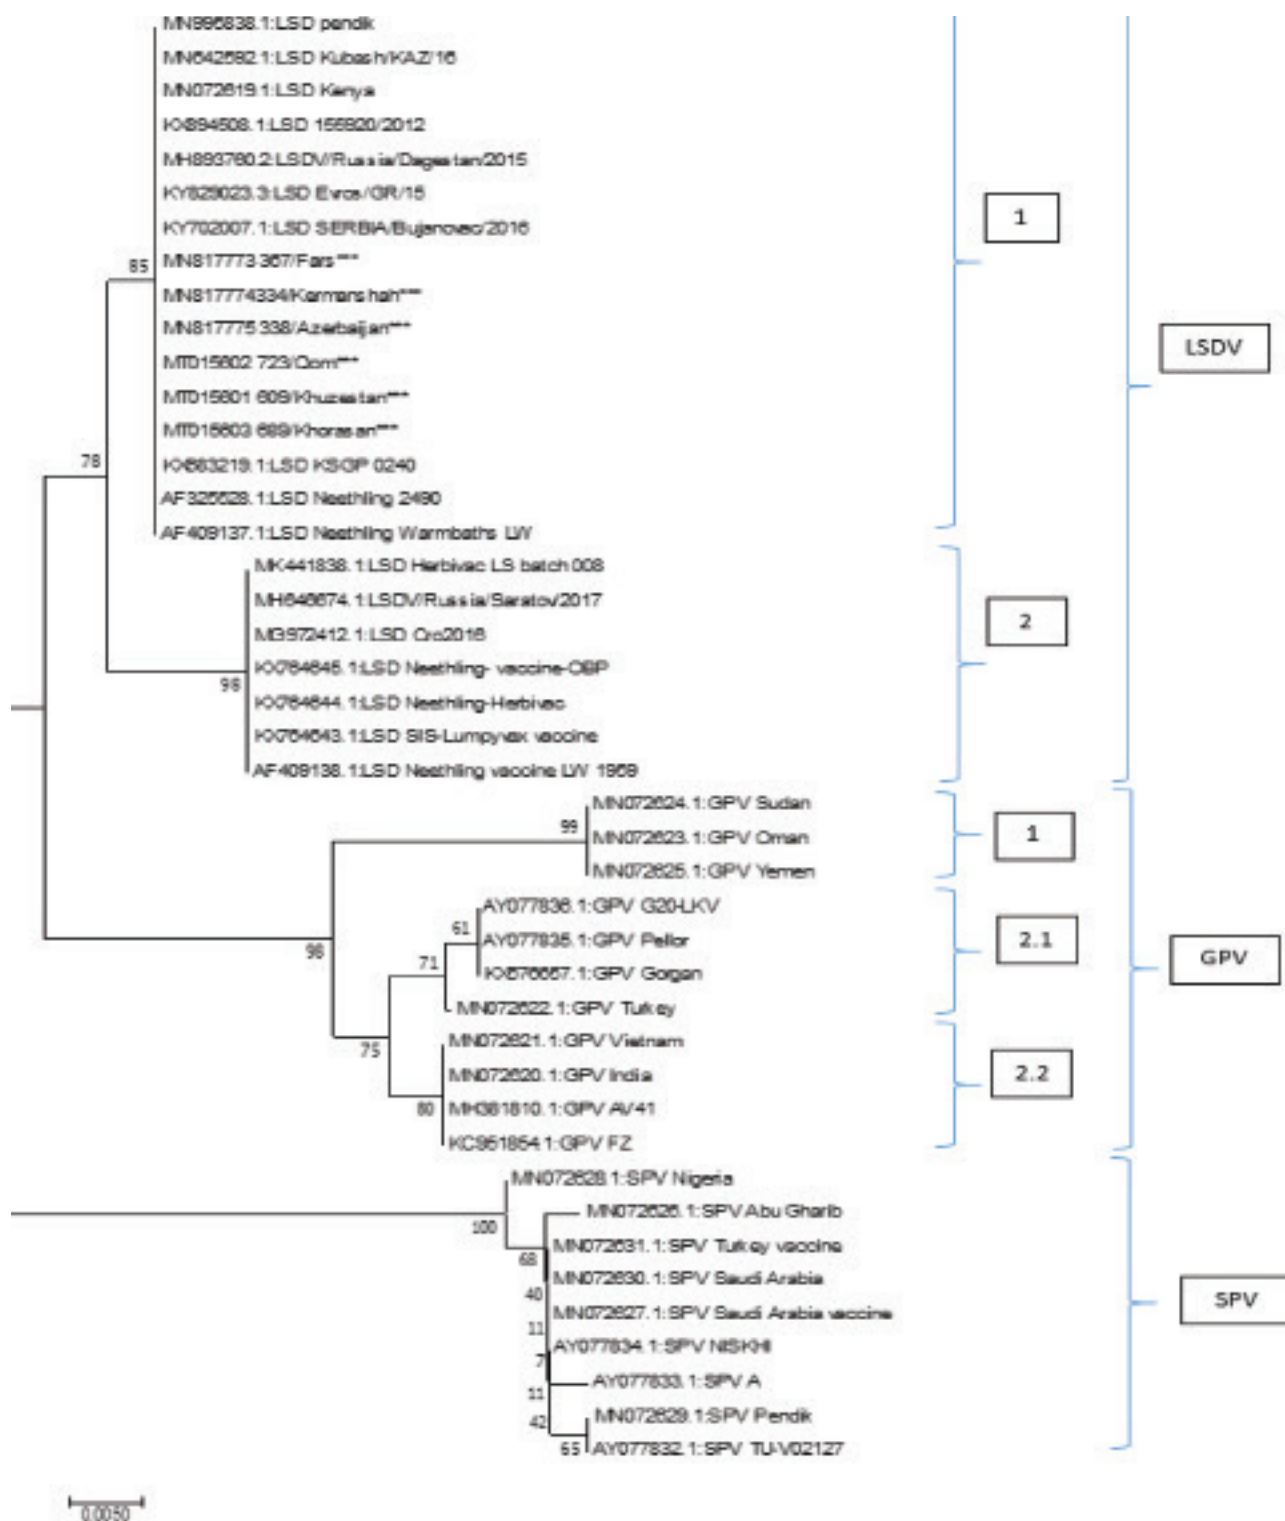 MN996838.1:LSD pendik
MN642592.1:LSD Kubash/KAZ/16
MN072619.1:LSD Kenya
KX894508.1:LSD 155920/2012
MH893760.2:LSDV/Russia/Dagestan/2015
KY829023.3:LSD Evros/GR/15
KY702007.1:LSD SERBIA/Bujanovac/2016
1
85
MN817773 367/Fars***
MN817774334/Kermanshah***
MN817775 338/Azerbaijan***
LSDV
MT015602 723/Qom***
MT015601 609/Khuzestan***
MT015603 689/Khorasan***
78
KX683219.1:LSD KSGP 0240
AF325528.1:LSD Neethling 2490
AF409137.1:LSD Neethling Warmbaths LW
MK441838.1:LSD Herbivac LS batch 008
MH646674.1:LSDV/Russia/Saratov/2017
2
MG972412.1:LSD Cro2016
KX764645.1:LSD Neethling- vaccine-OBP
98
KX764644.1:LSD Neethling-Herbivac
KX764643.1:LSD SIS-Lumpyvax vaccine
AF409138.1:LSD Neethling vaccine LW 1959
MN072624.1:GPV Sudan
99
MN072623.1:GPV Oman
1
MN072625.1:GPV Yemen
AY077836.1:GPV G20-LKV
61
AY077835.1:GPV Pellor
2.1
98
GPV
71
KX576657.1:GPV Gorgan
MN072622.1:GPV Turkey
75
MN072621.1:GPV Vietnam
MN072620.1:GPV India
2.2
80
MH381810.1:GPV AV41
KC951854.1:GPV FZ
MN072628.1:SPV Nigeria
MN072626.1:SPV Abu Gharib
100
MN072631.1:SPV Turkey vaccine
68
MN072630.1:SPV Saudi Arabia
40
SPV
MN072627.1:SPV Saudi Arabia vaccine
11
AY077834.1:SPV NISKHI
7
AY077833.1:SPV A
11
MN072629.1:SPV Pendik
42
65
AY077832.1:SPV TU-V02127
0.0050